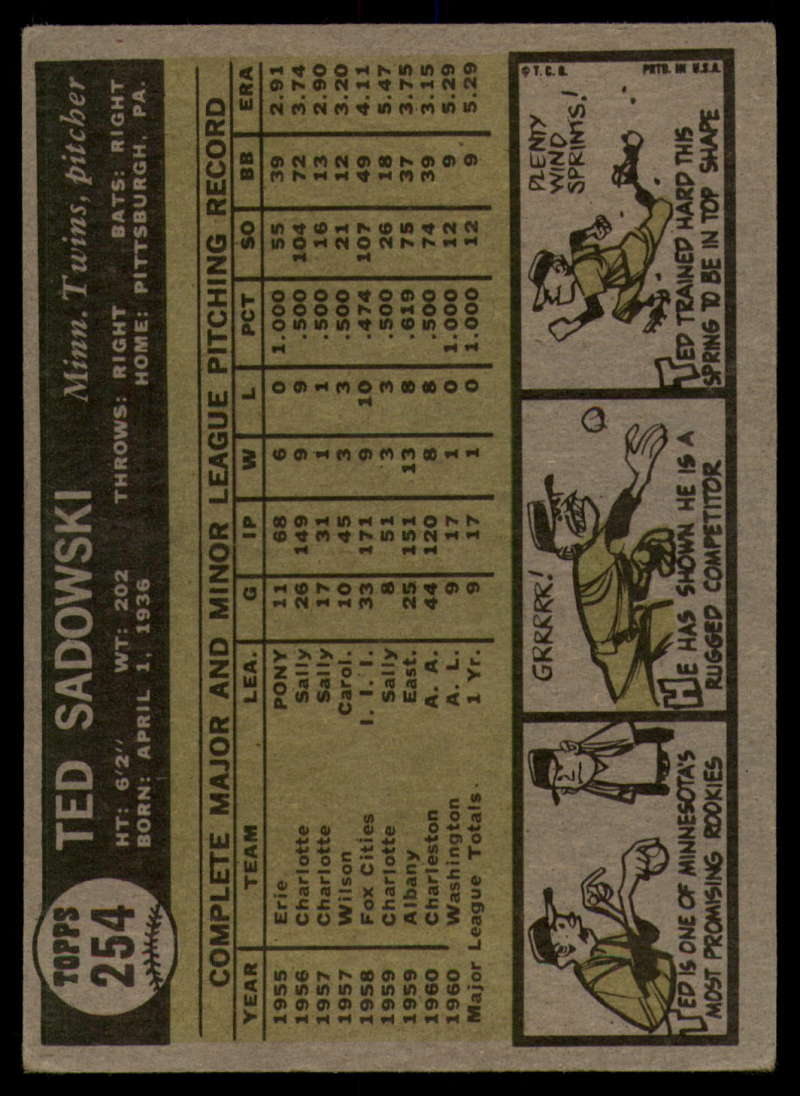 TOPPS
254
TED SADOWSKI Minn. Twins, pitcher
HT: 6'2" WT: 202 THROWS: RIGHT BATS: RIGHT
BORN: APRIL 1, 1936 HOME: PITTSBURGH, PA.
COMPLETE MAJOR AND MINOR LEAGUE PITCHING RECORD
YEAR TEAM LEA. G IP W L PCT SO BB ERA
1955 Erie PONY 11 68 6 0 1.000 55 39 2.91
1956 Charlotte Sally 26 149 9 9 .500 104 72 3.74
1957 Charlotte Sally 17 31 1 1 .500 16 13 2.90
1957 Wilson Carol. 10 45 3 3 .500 21 12 3.20
1958 Fox Cities I. I. I. 33 171 9 10 .474 107 49 4.11
1959 Charlotte Sally 8 51 3 3 .500 26 18 5.47
1959 Albany East. 25 151 13 8 .619 75 37 3.75
1960 Charleston A. A. 44 120 8 8 .500 74 39 3.15
1960 Washington A. L. 9 17 1 0 1.000 12 9 5.29
Major League Totals 1 Yr. 9 17 1 0 1.000 12 9 5.29
TED IS ONE OF MINNESOTA'S
MOST PROMISING ROOKIES
GRRRRR!
HE HAS SHOWN HE IS A
RUGGED COMPETITOR
© T. C. G. PRTD. IN U.S.A.
PLENTY
WIND
SPRINTS!
TED TRAINED HARD THIS
SPRING TO BE IN TOP SHAPE